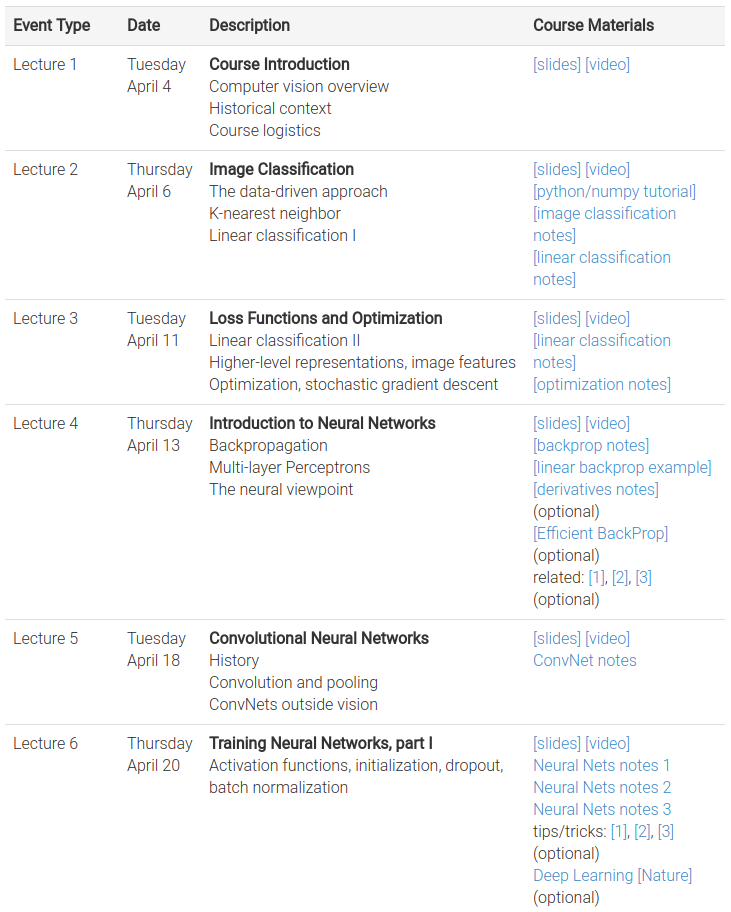 Event Type Date Description Course Materials
Lecture 1 Tuesday Course Introduction [slides] [video]
April 4 Computer vision overview
Historical context
Course logistics
Lecture 2 Thursday Image Classification [slides] [video]
April 6 The data-driven approach [python/numpy tutorial]
K-nearest neighbor [image classification
Linear classification I notes]
[linear classification
notes]
Lecture 3 Tuesday Loss Functions and Optimization [slides] [video]
April 11 Linear classification II [linear classification
Higher-level representations, image features notes]
Optimization, stochastic gradient descent [optimization notes]
Lecture 4 Thursday Introduction to Neural Networks [slides] [video]
April 13 Backpropagation [backprop notes]
Multi-layer Perceptrons [linear backprop example]
The neural viewpoint [derivatives notes]
(optional)
[Efficient BackProp]
(optional)
related: [1], [2], [3]
(optional)
Lecture 5 Tuesday Convolutional Neural Networks [slides] [video]
April 18 History ConvNet notes
Convolution and pooling
ConvNets outside vision
Lecture 6 Thursday Training Neural Networks, part I [slides] [video]
April 20 Activation functions, initialization, dropout, Neural Nets notes 1
batch normalization Neural Nets notes 2
Neural Nets notes 3
tips/tricks: [1], [2], [3]
(optional)
Deep Learning [Nature]
(optional)